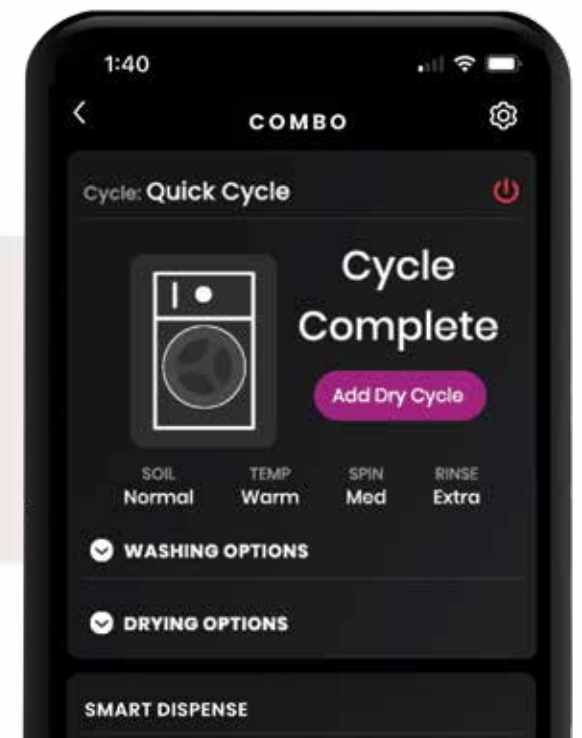 1:40
COMBO
Cycle: Quick Cycle
Cycle
Complete
Add Dry Cycle
SOIL TEMP SPIN RINSE
Normal Warm Med Extra
WASHING OPTIONS
DRYING OPTIONS
SMART DISPENSE